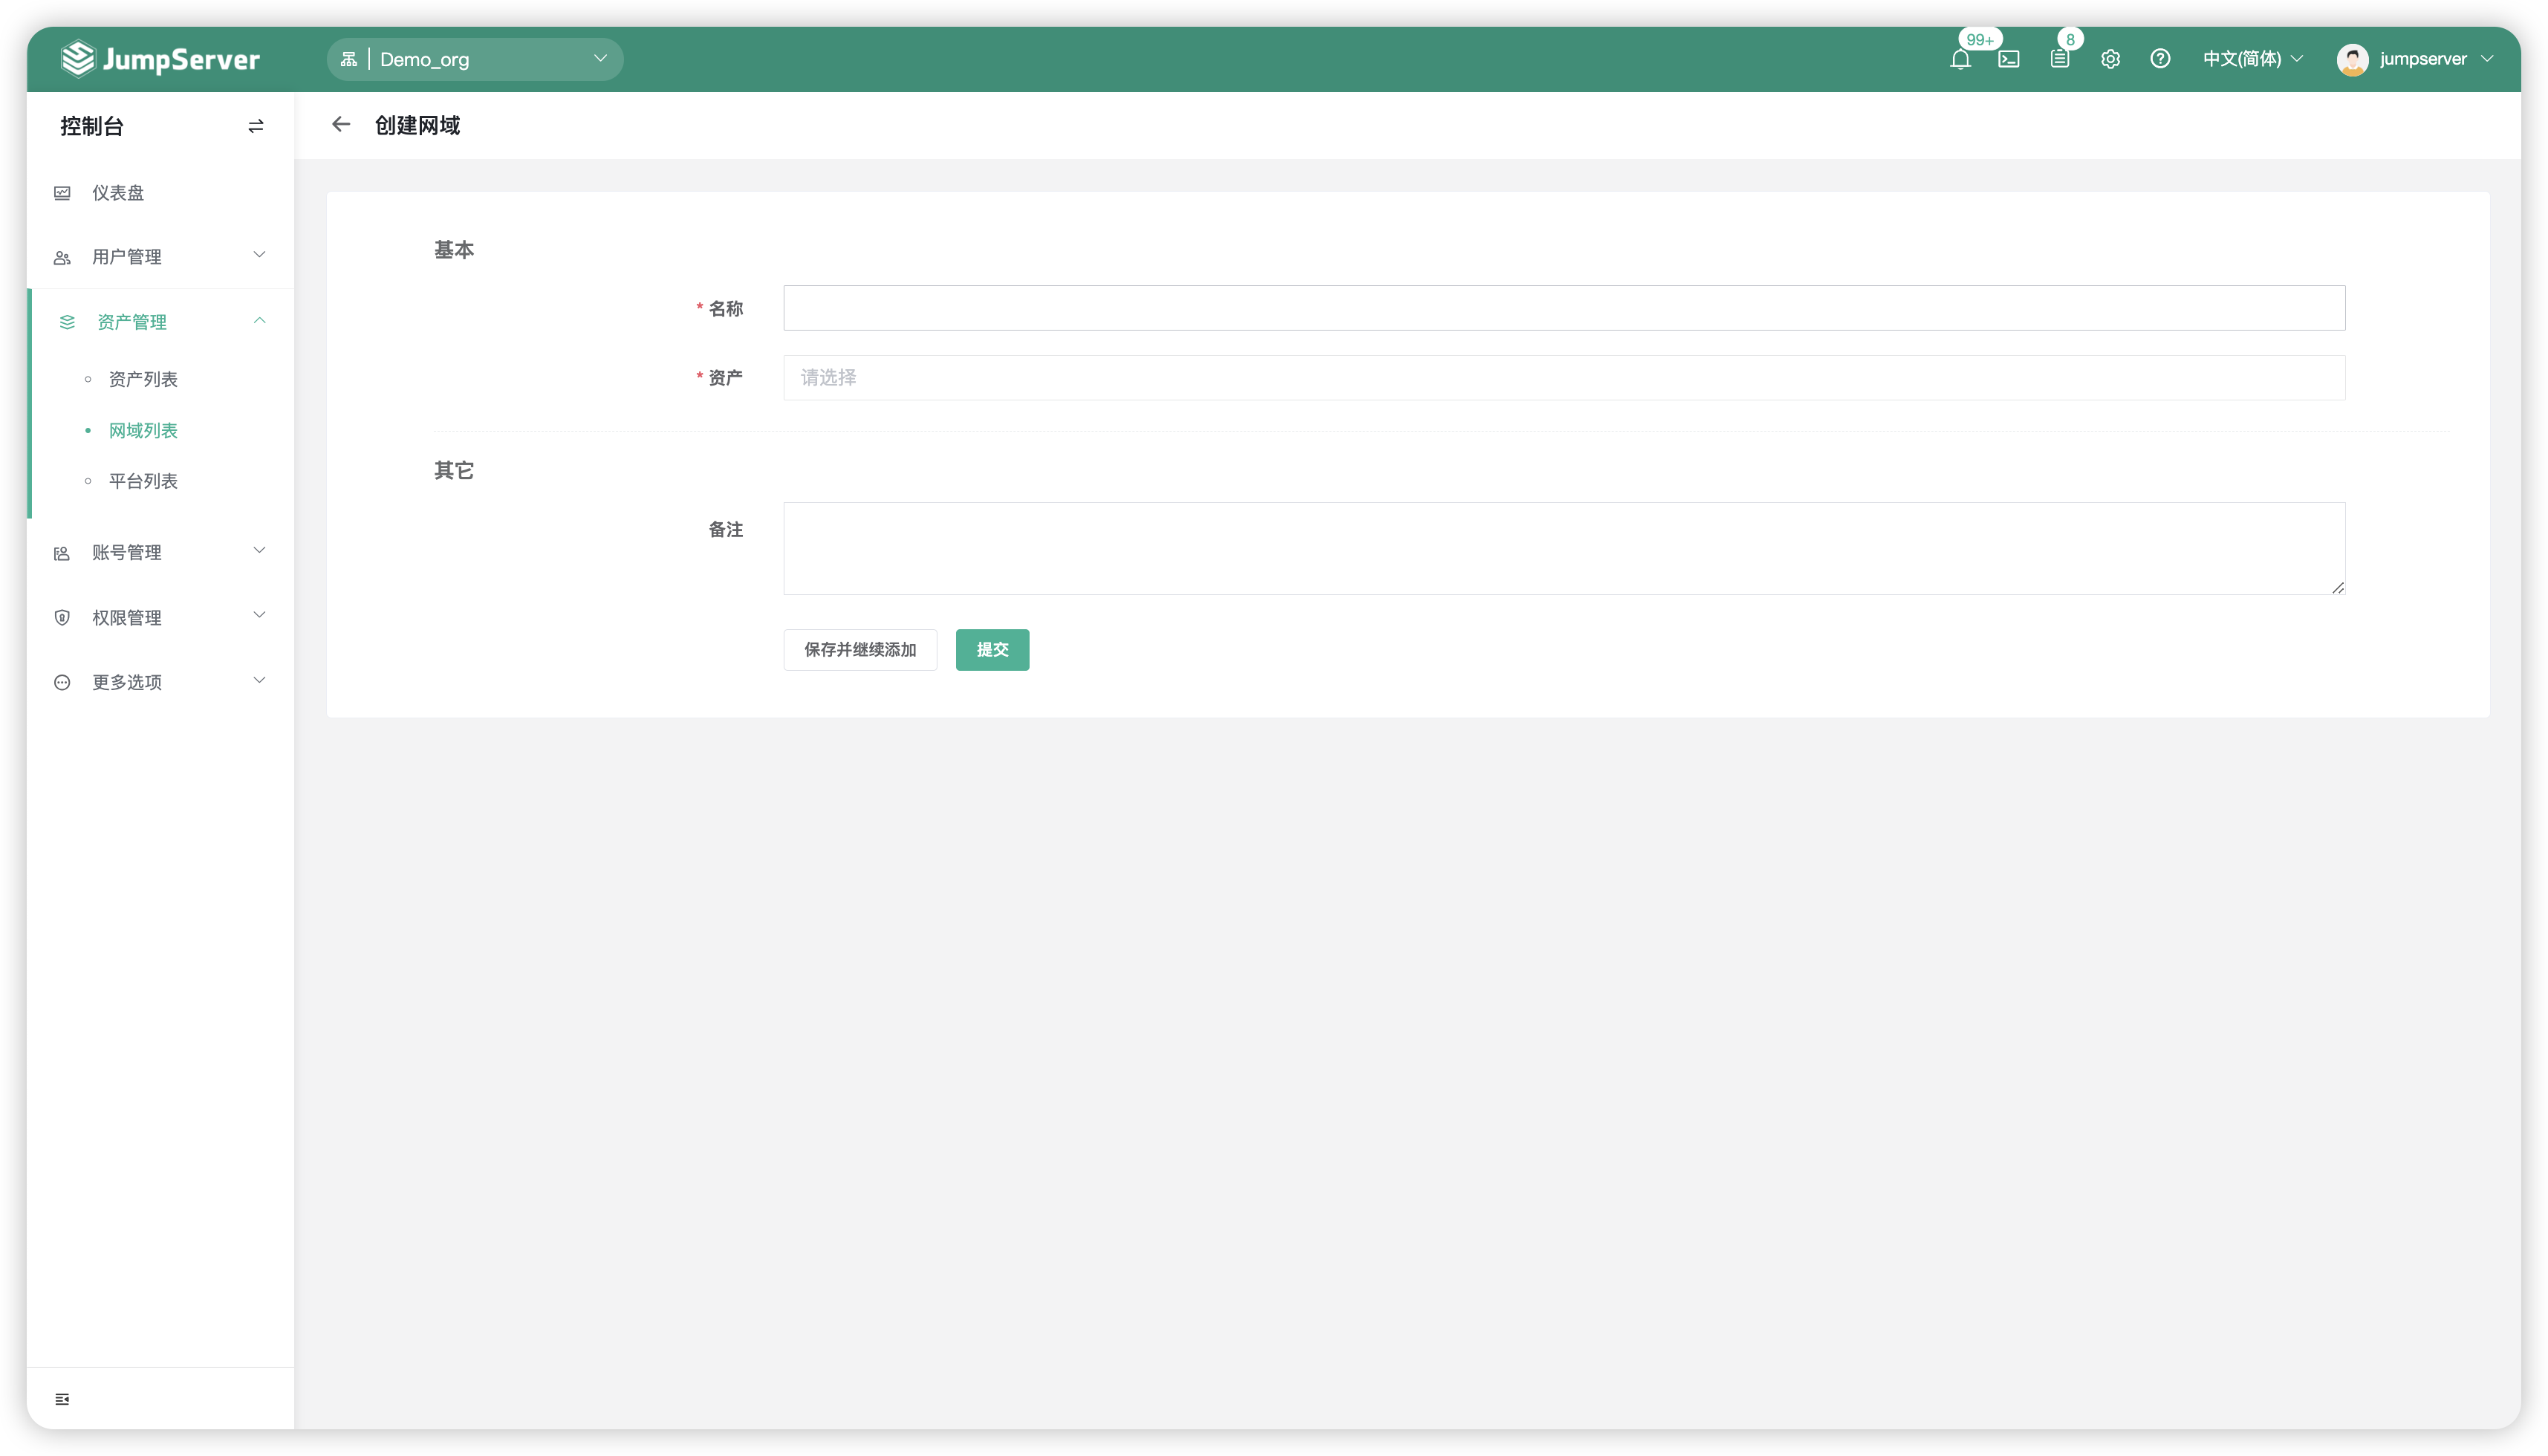 JumpServer
Demo_org
99+
8
中文(简体)
jumpserver
控制台
创建网域
仪表盘
用户管理
资产管理
资产列表
网域列表
平台列表
账号管理
权限管理
更多选项
基本
* 名称
* 资产
请选择
其它
备注
保存并继续添加
提交